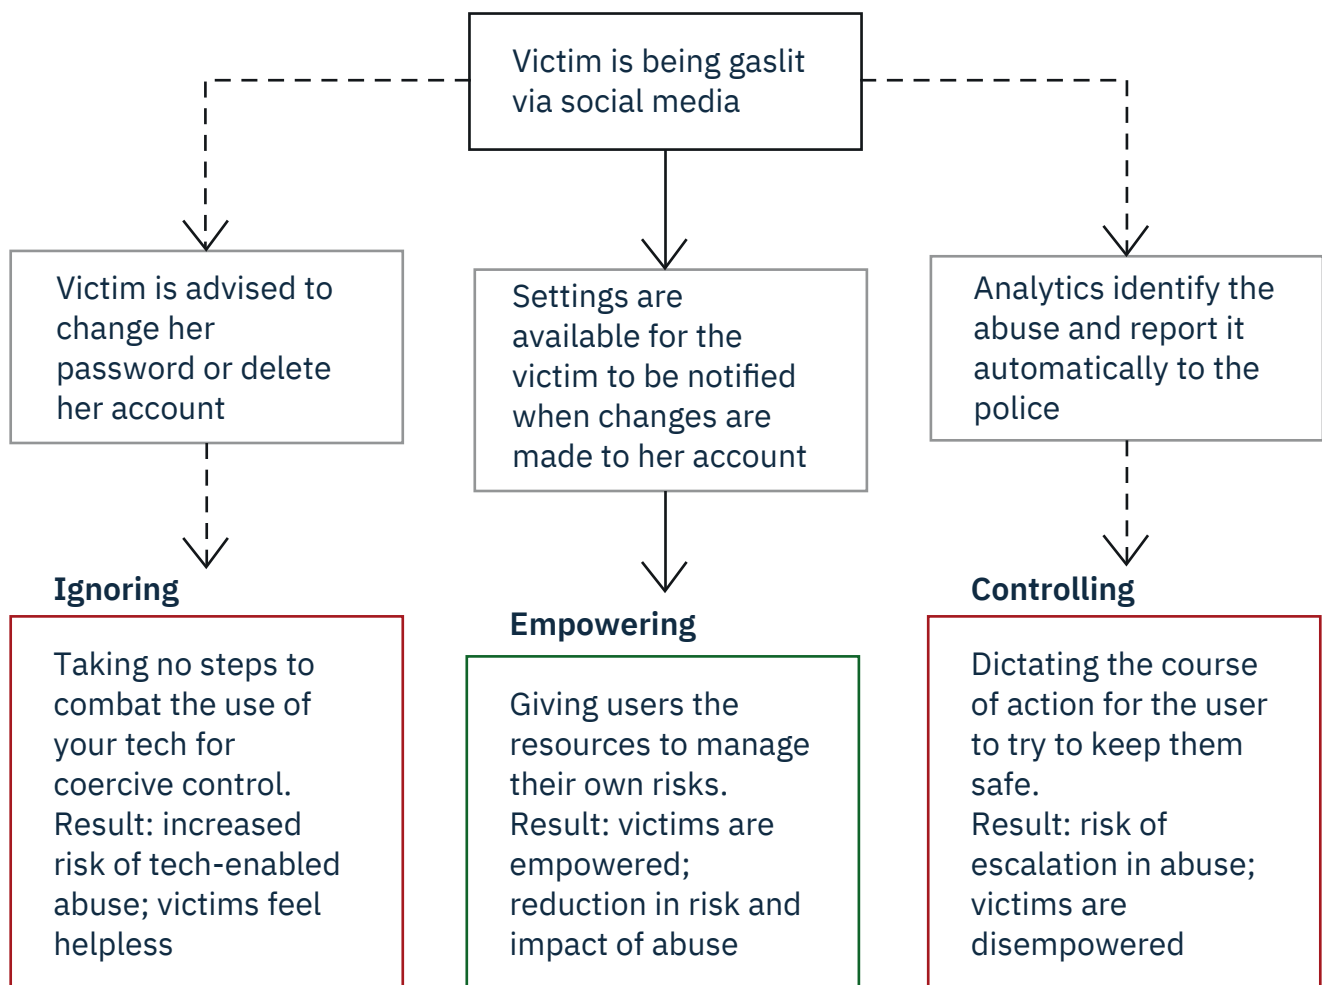 Victim is being gaslit
via social media
Victim is advised to
change her
password or delete
her account
Settings are
available for the
victim to be notified
when changes are
made to her account
Analytics identify the
abuse and report it
automatically to the
police
Ignoring
Taking no steps to
combat the use of
your tech for
coercive control.
Result: increased
risk of tech-enabled
abuse; victims feel
helpless
Empowering
Giving users the
resources to manage
their own risks.
Result: victims are
empowered;
reduction in risk and
impact of abuse
Controlling
Dictating the course
of action for the user
to try to keep them
safe.
Result: risk of
escalation in abuse;
victims are
disempowered